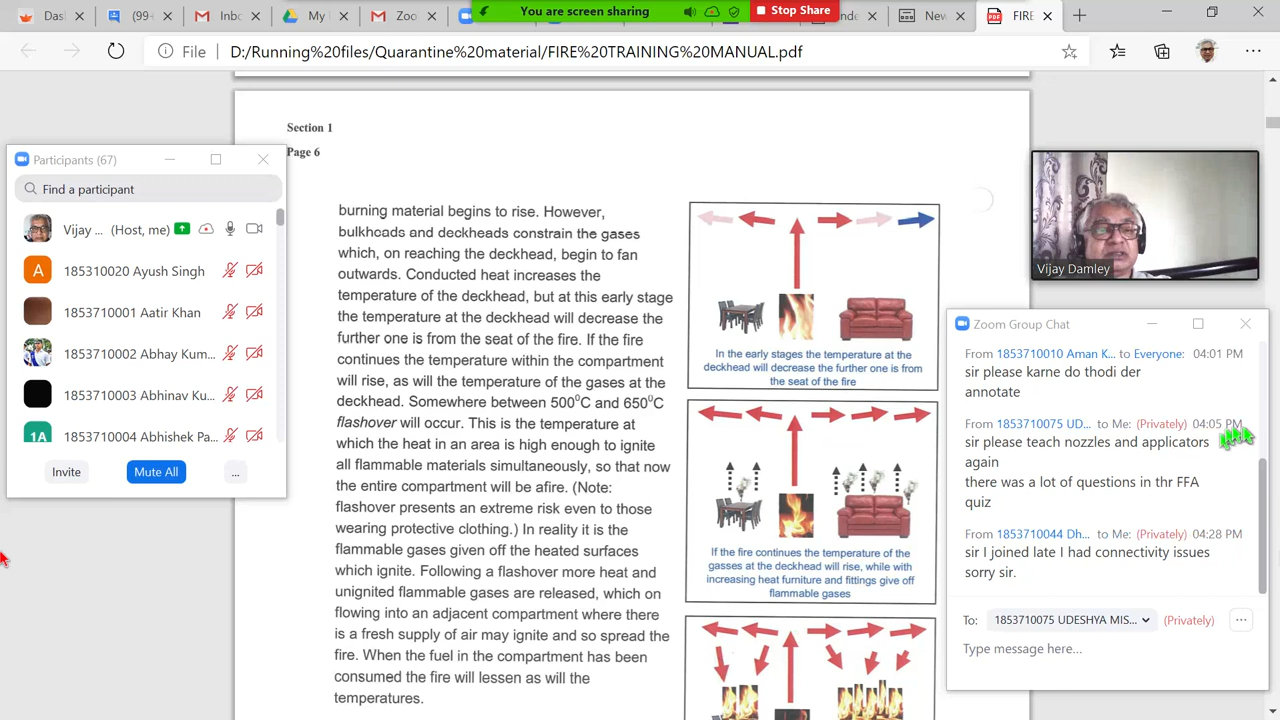 Das
(99
Inbo
Zoo
You are screen sharing
Stop Share
nde
New
FIRE
File
D:/Running%20files/Quarantine%20material/FIRE%20TRAINING%20MANUAL.pdf
Section 1
Page 6
burning material begins to rise. However,
bulkheads and deckheads constrain the gases
which, on reaching the deckhead, begin to fan
outwards. Conducted heat increases the
temperature of the deckhead, but at this early stage
the temperature at the deckhead will decrease the
further one is from the seat of the fire. If the fire
continues the temperature within the compartment
will rise, as will the temperature of the gases at the
deckhead. Somewhere between 500⁰C and 650⁰C
flashover will occur. This is the temperature at
which the heat in an area is high enough to ignite
all flammable materials simultaneously, so that now
the entire compartment will be afire. (Note:
flashover presents an extreme risk even to those
wearing protective clothing.) In reality it is the
flammable gases given off the heated surfaces
which ignite. Following a flashover more heat and
unignited flammable gases are released, which on
flowing into an adjacent compartment where there
is a fresh supply of air may ignite and so spread the
fire. When the fuel in the compartment has been
consumed the fire will lessen as will the
temperatures.
In the early stages the temperature at the
deckhead will decrease the further one is from
the seat of the fire
If the fire continues the temperature of the
gasses at the deckhead will rise, while with
increasing heat furniture and fittings give off
flammable gases
Participants (67)
Find a participant
Vijay ... (Host, me)
A 185310020 Ayush Singh
1853710001 Aatir Khan
1853710002 Abhay Kum...
1853710003 Abhinav Ku...
1A 1853710004 Abhishek Pa...
Invite
Mute All
...
Vijay Damley
Zoom Group Chat
From 1853710010 Aman K... to Everyone: 04:01 PM
sir please karne do thodi der
annotate
From 1853710075 UD... to Me: (Privately) 04:05 PM
sir please teach nozzles and applicators
again
there was a lot of questions in thr FFA
quiz
From 1853710044 Dh... to Me: (Privately) 04:28 PM
sir I joined late I had connectivity issues
sorry sir.
To: 1853710075 UDESHYA MIS... (Privately)
Type message here...